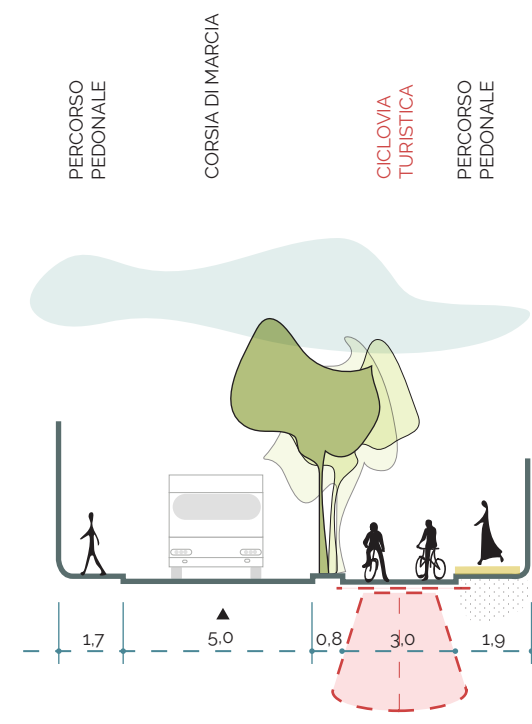 PERCORSO
PEDONALE
CORSIA DI MARCIA
CICLOVIA
TURISTICA
PERCORSO
PEDONALE
1,7
5,0
0,8
3,0
1,9